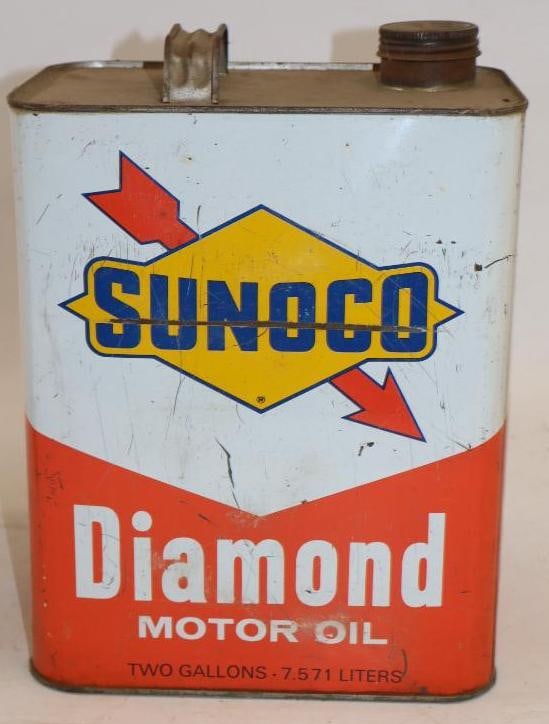 SUNOCO
®
Diamond
MOTOR OIL
TWO GALLONS - 7.571 LITERS